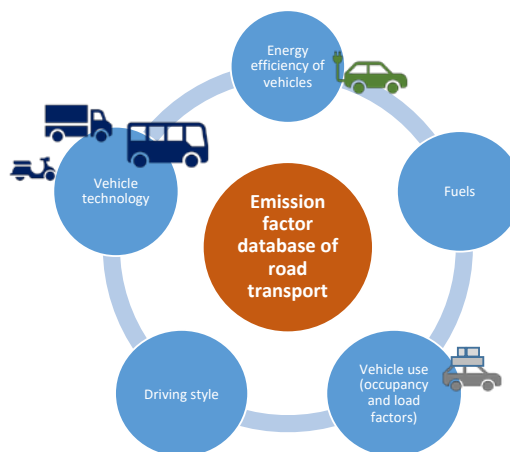 Energy
efficiency of
vehicles
Vehicle
technology
Fuels
Emission
factor
database of
road
transport
Driving style
Vehicle use
(occupancy
and load
factors)